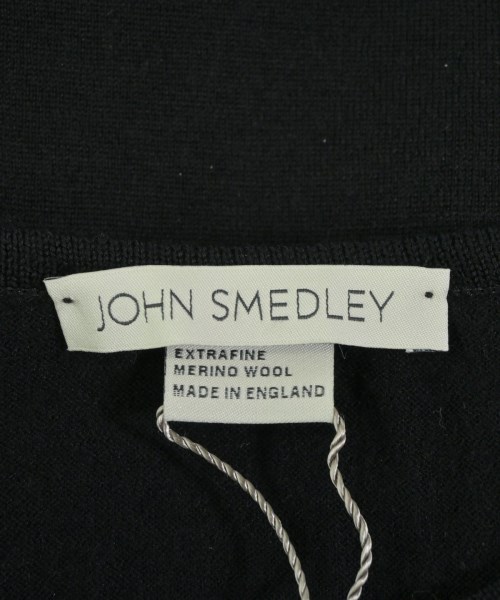 JOHN SMEDLEY
EXTRAFINE
MERINO WOOL
MADE IN ENGLAND